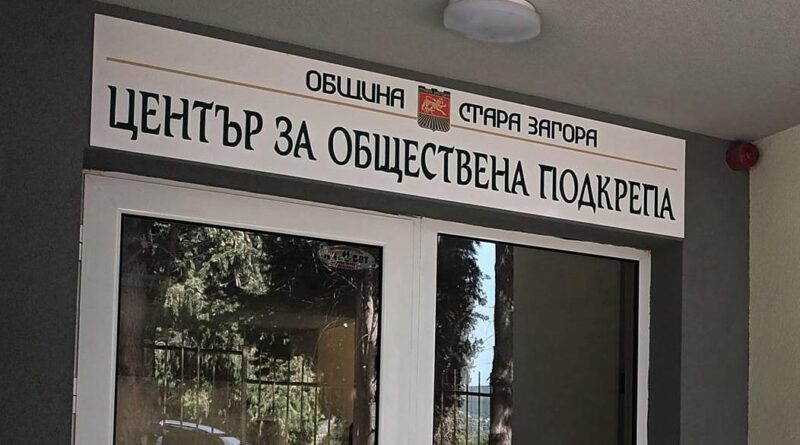 ОБЩИНА СТАРА ЗАГОРА
ЦЕНТЪР ЗА ОБЩЕСТВЕНА ПОДКРЕПА